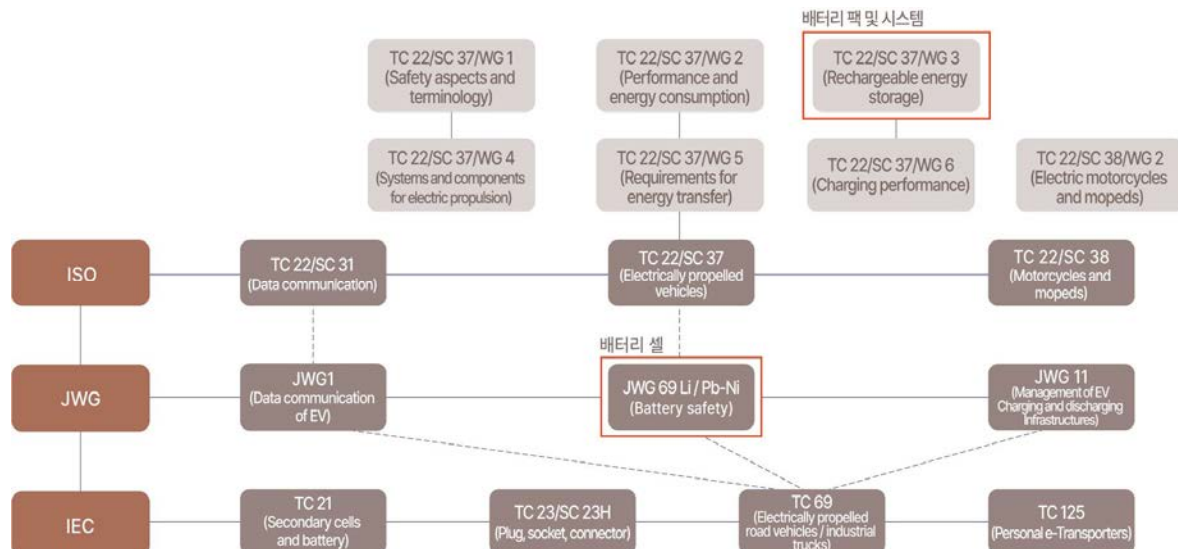 배터리 팩 및 시스템
TC 22/SC 37/WG 1
(Safety aspects and
terminology)
TC 22/SC 37/WG 2
(Performance and
energy consumption)
TC 22/SC 37/WG 3
(Rechargeable energy
storage)
TC 22/SC 37/WG 4
(Systems and components
for electric propulsion)
TC 22/SC 37/WG 5
(Requirements for
energy transfer)
TC 22/SC 37/WG 6
(Charging performance)
TC 22/SC 38/WG 2
(Electric motorcycles
and mopeds)
ISO
TC 22/SC 31
(Data communication)
TC 22/SC 37
(Electrically propelled
vehicles)
TC 22/SC 38
(Motorcycles and
mopeds)
배터리 셀
JWG
JWG1
(Data communication
of EV)
JWG 69 Li / Pb-Ni
(Battery safety)
JWG 11
(Management of EV
Charging and discharging
Infrastructures)
IEC
TC 21
(Secondary cells
and battery)
TC 23/SC 23H
(Plug, socket, connector)
TC 69
(Electrically propelled
road vehicles / industrial
trucks)
TC 125
(Personal e-Transporters)